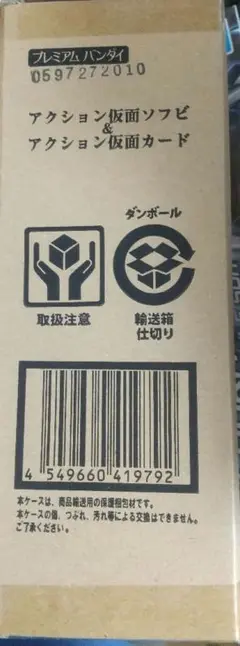 プレミアム バンダイ
0597272010
アクション仮面ソフビ
&
アクション仮面カード
ダンボール
取扱注意
輸送箱
仕切り
4 549660 419792
本ケースは、商品輸送用の保護梱包材です。
本ケースの傷、つぶれ、汚れ等による交換はできません。
ご了承ください。